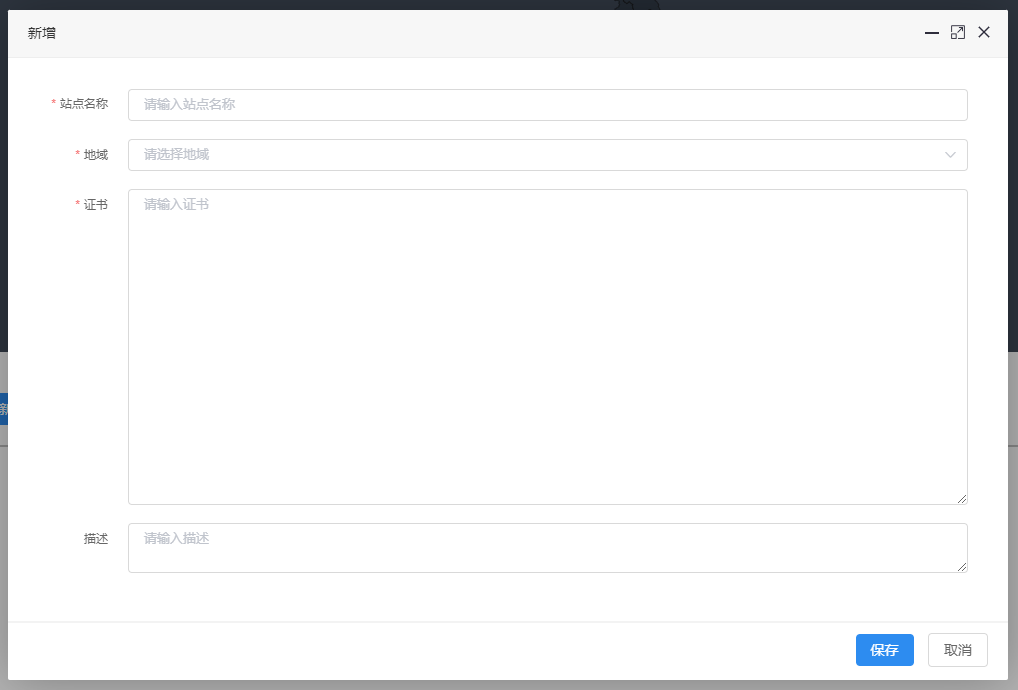 新增
* 站点名称
请输入站点名称
* 地域
请选择地域
* 证书
请输入证书
描述
请输入描述
保存
取消